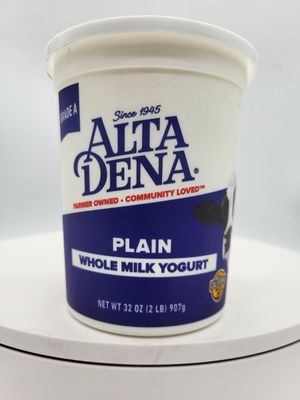 GRADE A
Since 1945
ALTA
DENA®
FARMER OWNED • COMMUNITY LOVED™
PLAIN
WHOLE MILK YOGURT
NET WT 32 OZ (2 LB) 907g